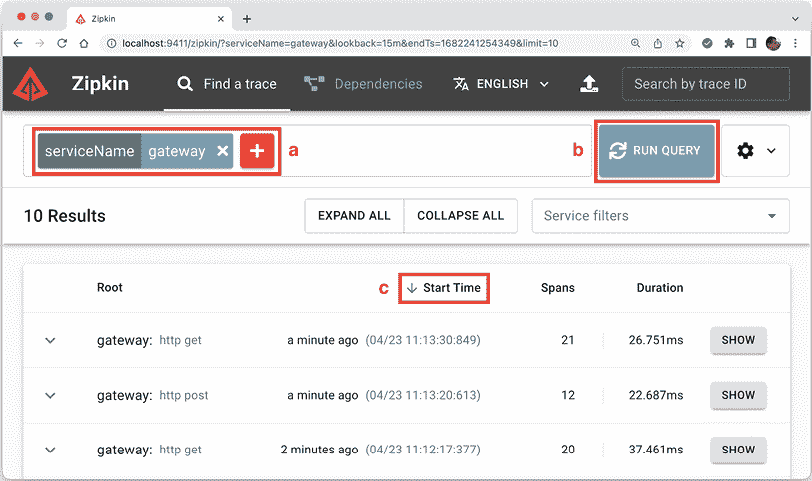 Zipkin
localhost:9411/zipkin/?serviceName=gateway&lookback=15m&endTs=1682241254349&limit=10
Zipkin Find a trace Dependencies ENGLISH Search by trace ID
serviceName gateway a b RUN QUERY
10 Results EXPAND ALL COLLAPSE ALL Service filters
Root c Start Time Spans Duration
gateway: http get a minute ago (04/23 11:13:30:849) 21 26.751ms SHOW
gateway: http post a minute ago (04/23 11:13:20:613) 12 22.687ms SHOW
gateway: http get 2 minutes ago (04/23 11:12:17:377) 20 37.461ms SHOW